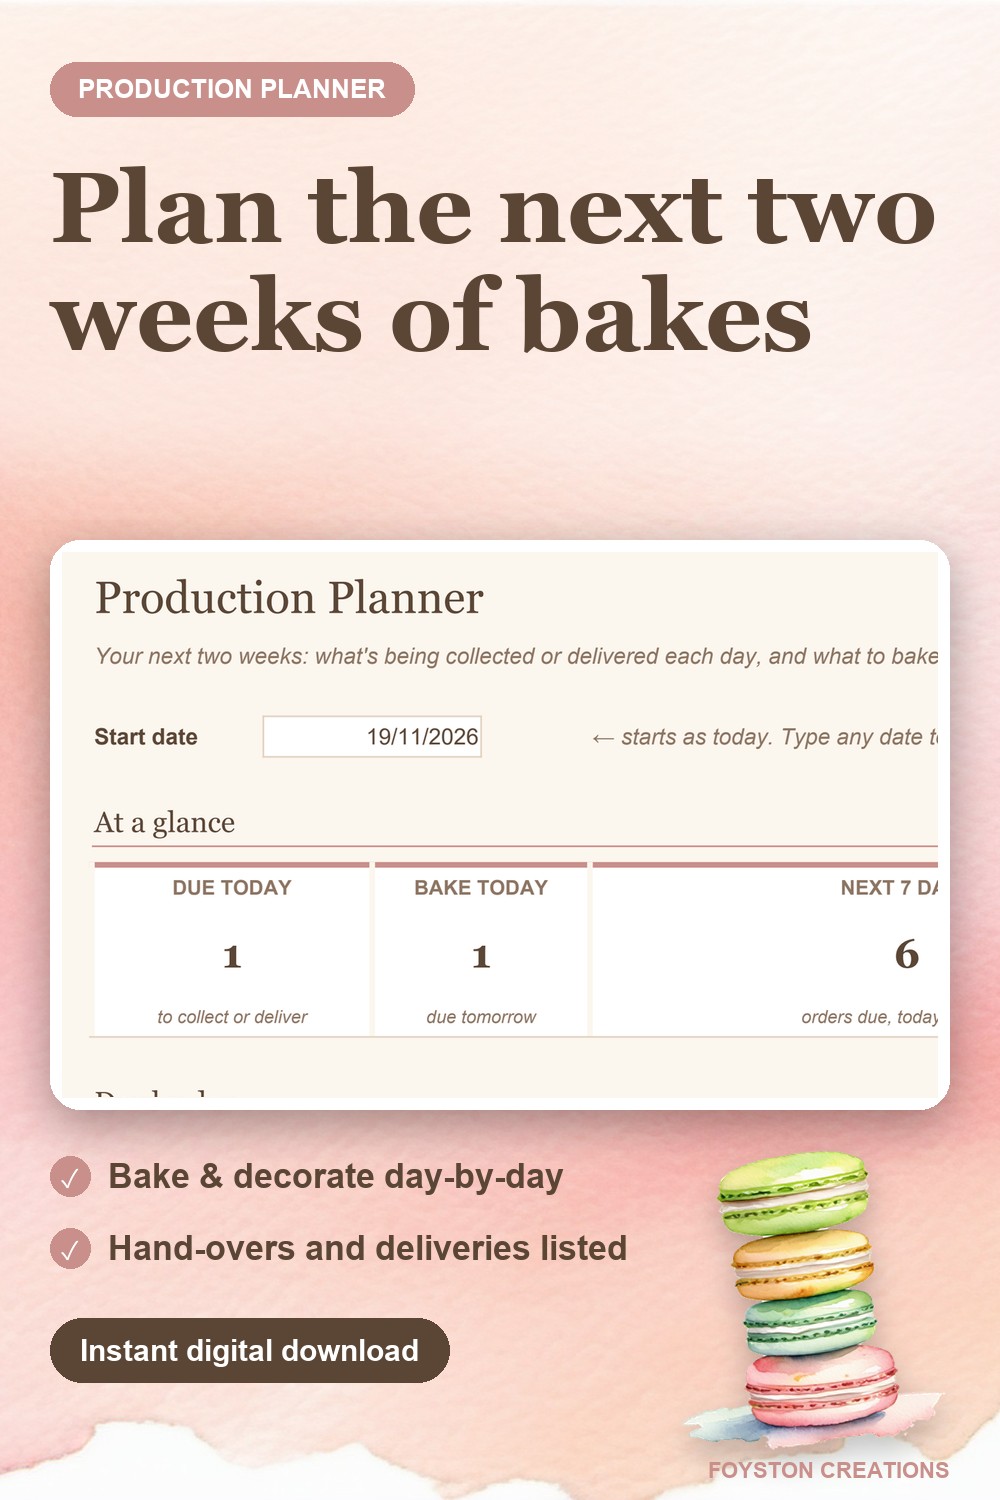 PRODUCTION PLANNER
Plan the next two
weeks of bakes
Production Planner
Your next two weeks: what's being collected or delivered each day, and what to bake
Start date
19/11/2026
← starts as today. Type any date
At a glance
DUE TODAY
BAKE TODAY
NEXT 7
1
1
6
to collect or deliver
due tomorrow
orders due, today
✓ Bake & decorate day-by-day
✓ Hand-overs and deliveries listed
Instant digital download
FOYSTON CREATIONS